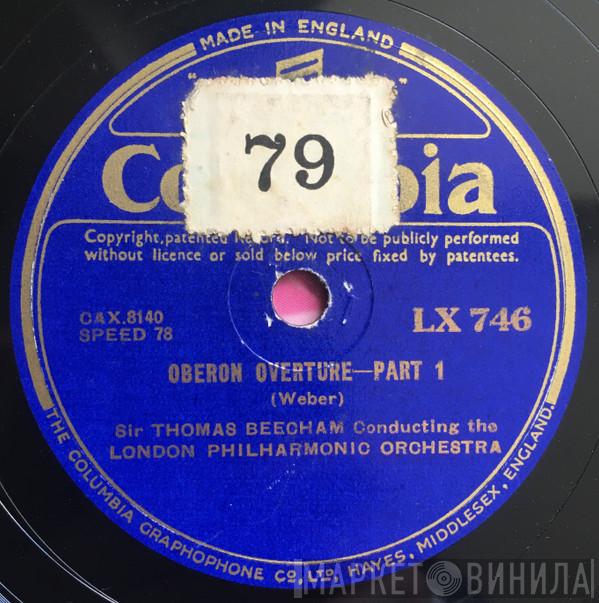 MADE IN ENGLAND
79
Co bia
Copyright, patented Record. Not to be publicly performed
without licence or sold below price fixed by patentees.
CAX.8140
SPEED 78
LX 746
OBERON OVERTURE—PART 1
(Weber)
Sir THOMAS BEECHAM Conducting the
LONDON PHILHARMONIC ORCHESTRA
THE COLUMBIA GRAPHOPHONE CO., LTD. HAYES, MIDDLESEX, ENGLAND.
МАРКЕТ ВИНИЛА